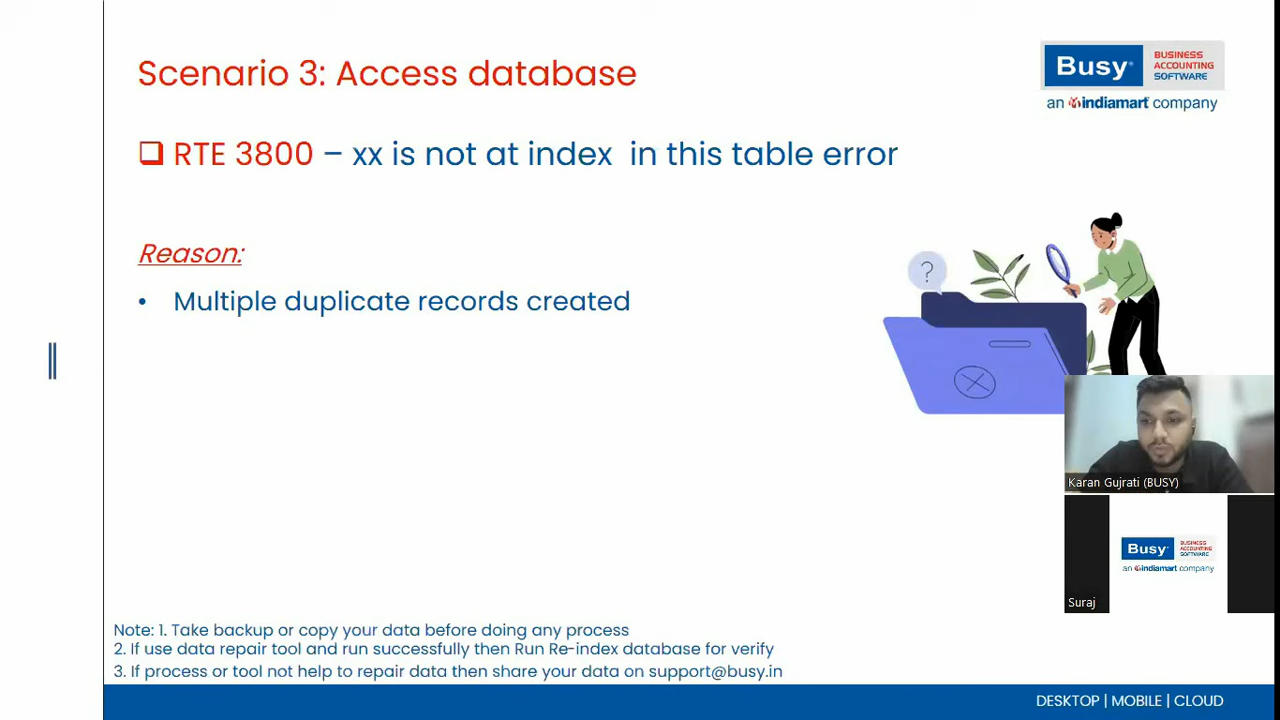 Scenario 3: Access database
Busy
BUSINESS
ACCOUNTING
SOFTWARE
an indiamart company
RTE 3800 – xx is not at index in this table error
Reason:
• Multiple duplicate records created
?
Karan Gujrati (BUSY)
Busy
BUSINESS
ACCOUNTING
SOFTWARE
an indiamart company
Suraj
Note: 1. Take backup or copy your data before doing any process
2. If use data repair tool and run successfully then Run Re-index database for verify
3. If process or tool not help to repair data then share your data on support@busy.in
DESKTOP | MOBILE | CLOUD